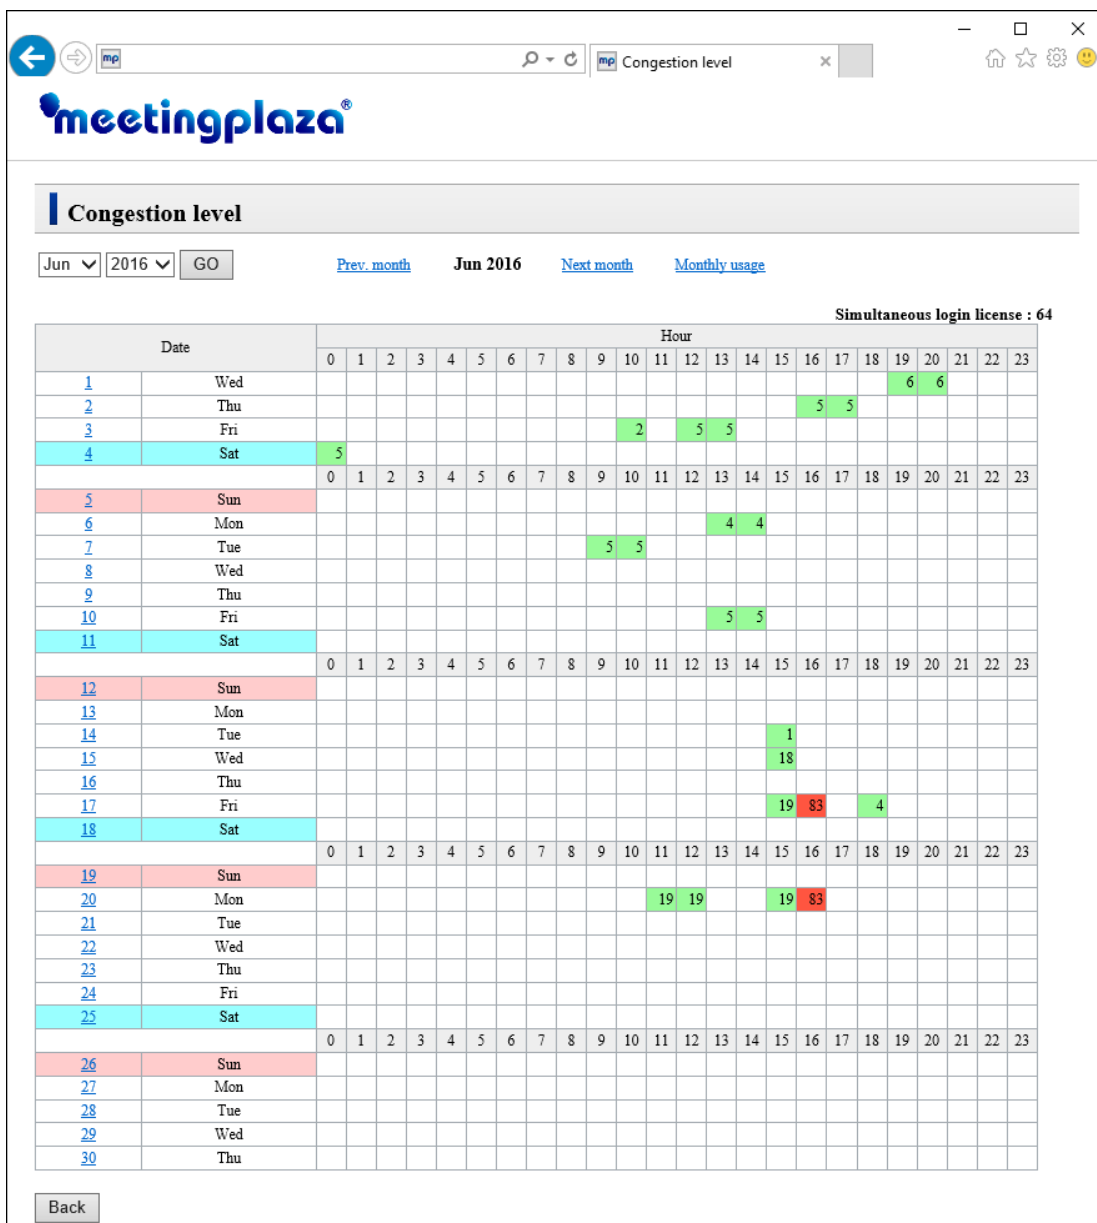 mp
mp Congestion level
meetingplaza®
Congestion level
Jun 2016 GO Prev. month Jun 2016 Next month Monthly usage
Simultaneous login license : 64
Date Hour
0 1 2 3 4 5 6 7 8 9 10 11 12 13 14 15 16 17 18 19 20 21 22 23
1 Wed 6 6
2 Thu 5 5
3 Fri 2 5 5
4 Sat 5
0 1 2 3 4 5 6 7 8 9 10 11 12 13 14 15 16 17 18 19 20 21 22 23
5 Sun
6 Mon 4 4
7 Tue 5 5
8 Wed
9 Thu
10 Fri 5 5
11 Sat
0 1 2 3 4 5 6 7 8 9 10 11 12 13 14 15 16 17 18 19 20 21 22 23
12 Sun
13 Mon
14 Tue 1
15 Wed 18
16 Thu
17 Fri 19 83 4
18 Sat
0 1 2 3 4 5 6 7 8 9 10 11 12 13 14 15 16 17 18 19 20 21 22 23
19 Sun
20 Mon 19 19 19 83
21 Tue
22 Wed
23 Thu
24 Fri
25 Sat
0 1 2 3 4 5 6 7 8 9 10 11 12 13 14 15 16 17 18 19 20 21 22 23
26 Sun
27 Mon
28 Tue
29 Wed
30 Thu
Back